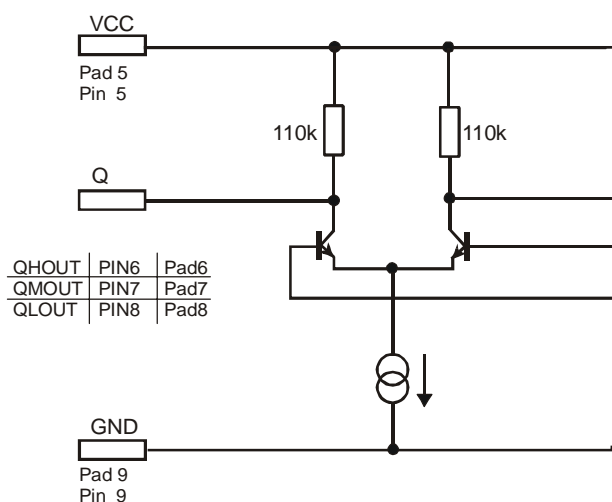 VCC
Pad 5
Pin 5
110k
110k
Q
QHOUT PIN6 Pad6
QMOUT PIN7 Pad7
QLOUT PIN8 Pad8
GND
Pad 9
Pin 9